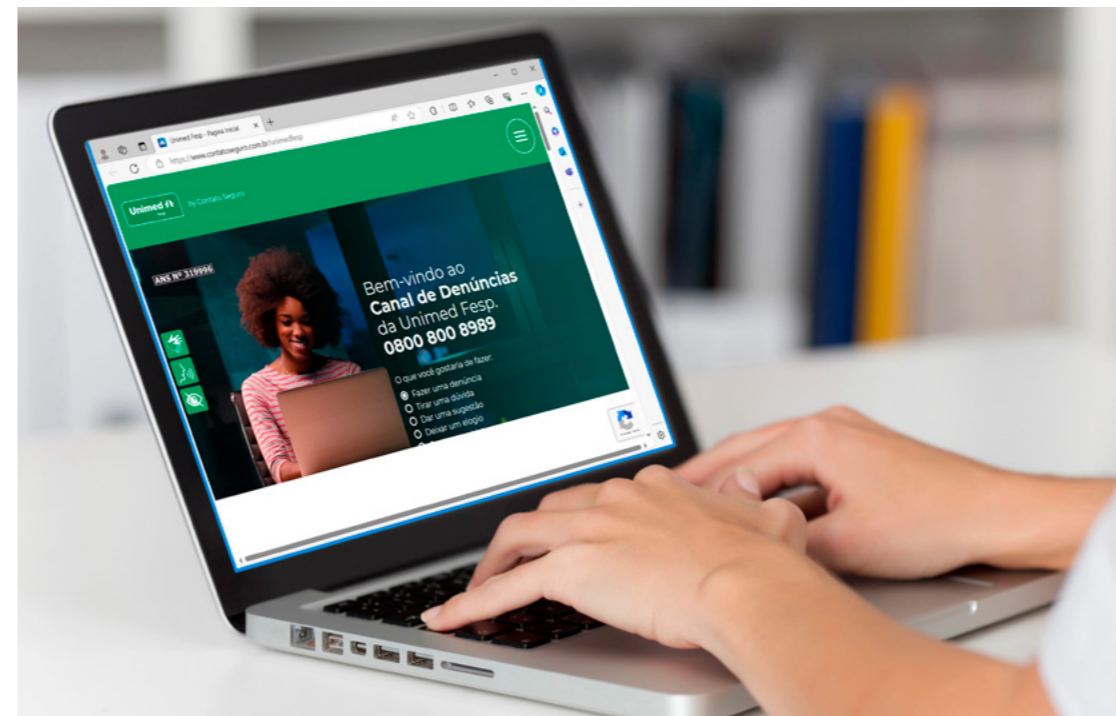 Unimed Fesp - Pagina Inicial
https://www.contatoseguro.com.br/unimedfesp
Unimed
Fesp
by Contato Seguro
ANS Nº 319996
Bem-vindo ao
Canal de Denúncias
da Unimed Fesp.
0800 800 8989
O que você gostaria de fazer:
Fazer uma denúncia
Tirar uma dúvida
Dar uma sugestão
Deixar um elogio